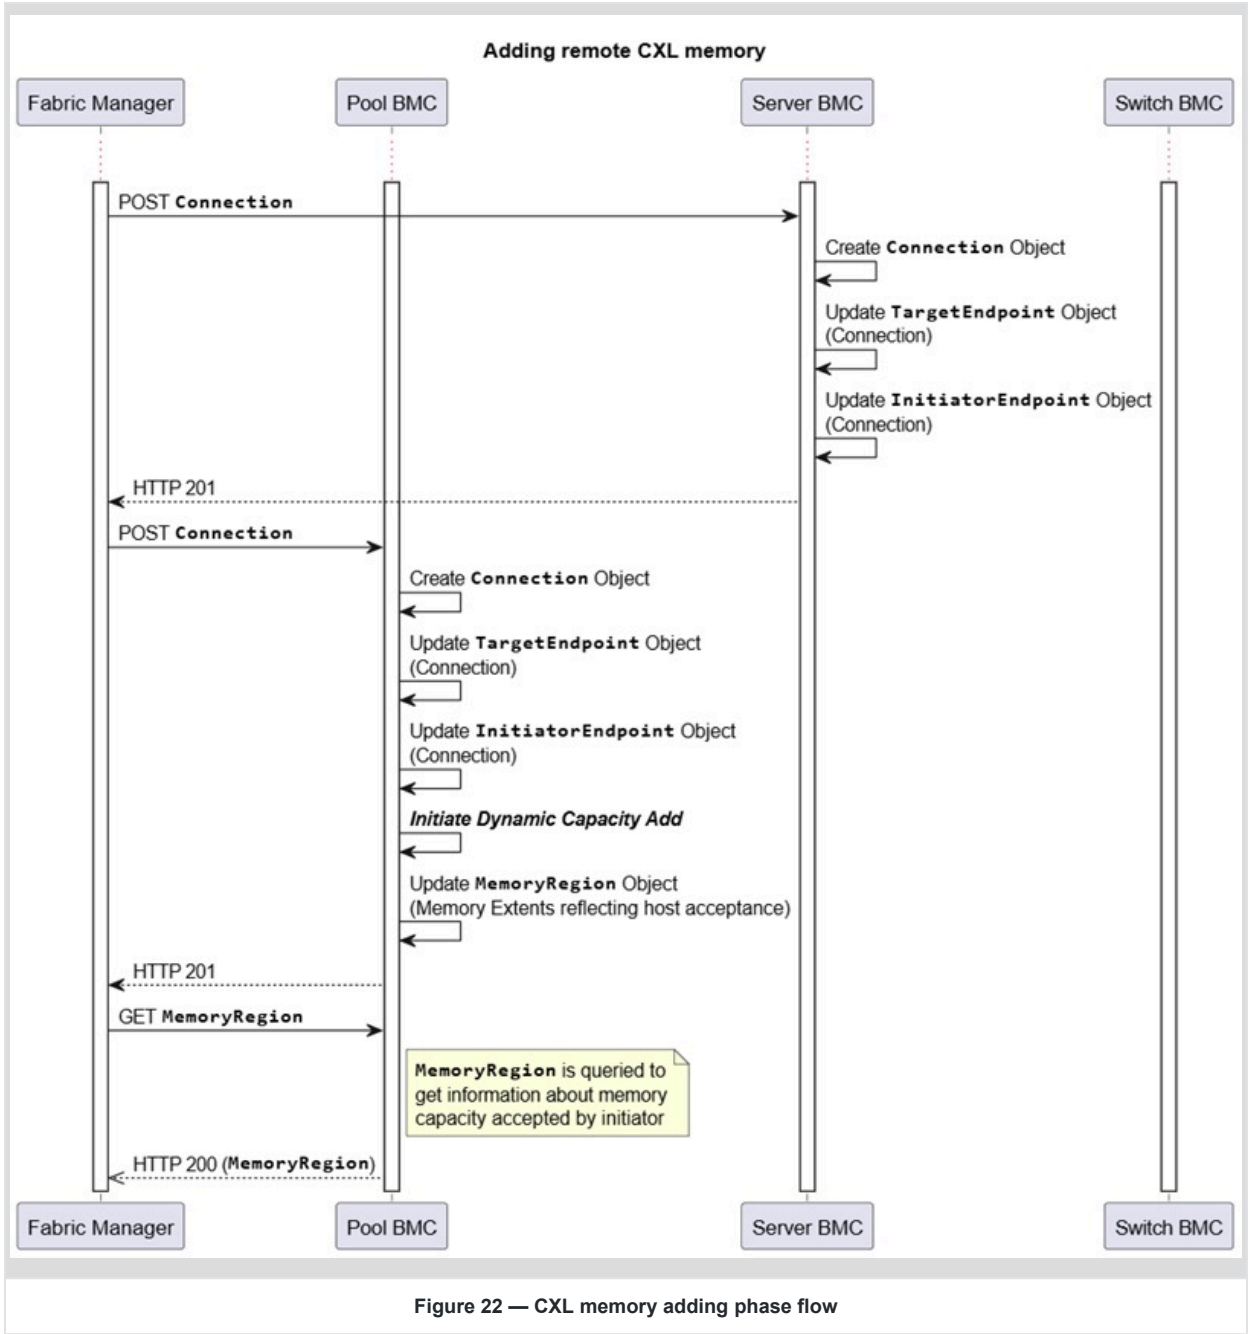 Adding remote CXL memory
Fabric Manager
Pool BMC
Server BMC
Switch BMC
POST Connection
Create Connection Object
Update TargetEndpoint Object
(Connection)
Update InitiatorEndpoint Object
(Connection)
HTTP 201
POST Connection
Create Connection Object
Update TargetEndpoint Object
(Connection)
Update InitiatorEndpoint Object
(Connection)
Initiate Dynamic Capacity Add
Update MemoryRegion Object
(Memory Extents reflecting host acceptance)
HTTP 201
GET MemoryRegion
MemoryRegion is queried to
get information about memory
capacity accepted by initiator
HTTP 200 (MemoryRegion)
Fabric Manager
Pool BMC
Server BMC
Switch BMC
Figure 22 — CXL memory adding phase flow